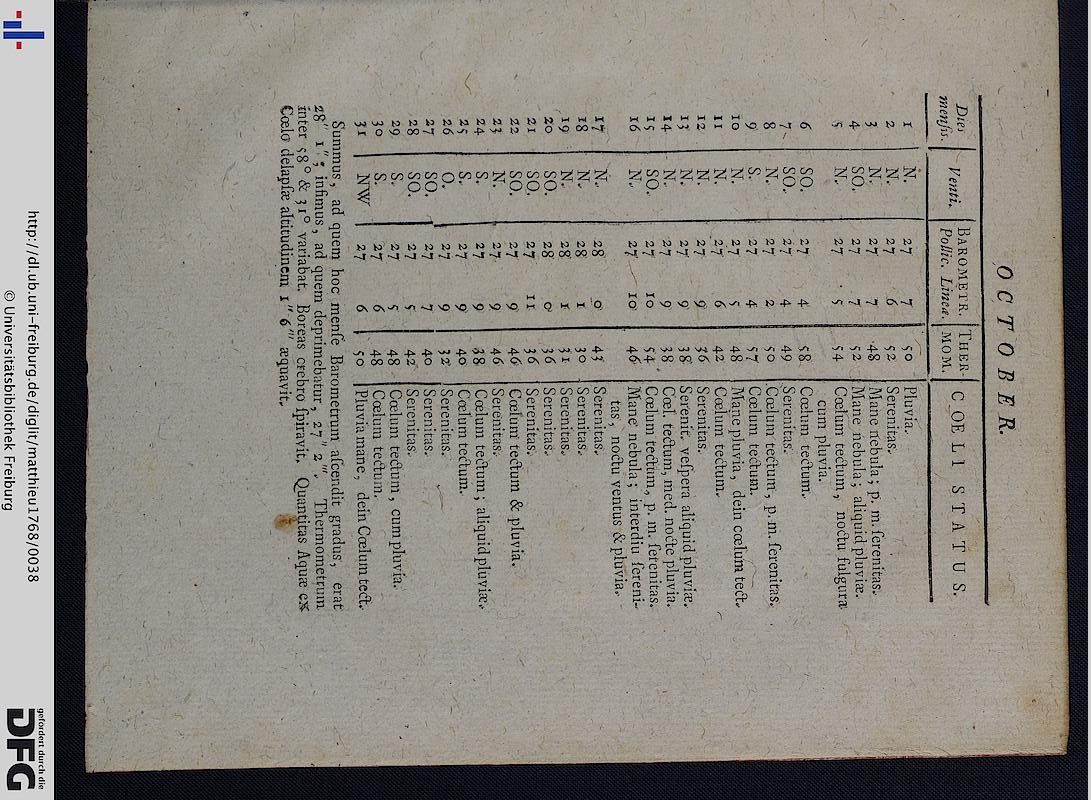 OCTOBER.
Dies mensis. Venti. BAROMETR. Pollic. Lineæ. THERMOM. COELI STATUS.
1 N. 27 7 50 Pluvia.
2 N. 27 6 52 Serenitas.
3 N. 27 7 48 Mane nebula; p. m. serenitas.
4 SO. 27 7 52 Mane nebula; aliquid pluviæ.
5 N. 27 5 54 Cœlum tectum, noctu fulgura
cum pluvia.
6 SO. 27 4 58 Cœlum tectum.
7 SO. 27 4 49 Serenitas.
8 N. 27 2 50 Cœlum tectum, p. m. serenitas.
9 S. 27 4 57 Cœlum tectum.
10 N. 27 5 48 Mane pluvia, dein cœlum tect.
11 N. 27 6 42 Cœlum tectum.
12 N. 27 9 36 Serenitas.
13 N. 27 9 38 Serenit. vespera aliquid pluviæ.
14 N. 27 9 38 Cœl. tectum, med. nocte pluvia.
15 SO. 27 10 54 Cœlum tectum, p. m. serenitas.
16 N. 27 10 46 Mane nebula; interdiu sereni-
tas, noctu ventus & pluvia.
17 N. 28 0 43 Serenitas.
18 N. 28 1 30 Serenitas.
19 N. 28 1 31 Serenitas.
20 SO. 28 0 36 Serenitas.
21 SO. 27 11 36 Serenitas.
22 SO. 27 9 46 Cœlum tectum & pluvia.
23 N. 27 9 46 Serenitas.
24 S. 27 9 38 Cœlum tectum; aliquid pluviæ.
25 S. 27 9 40 Cœlum tectum.
26 O. 27 9 32 Serenitas.
27 SO. 27 7 40 Serenitas.
28 SO. 27 5 42 Serenitas.
29 S. 27 5 48 Cœlum tectum, cum pluvia.
30 S. 27 6 48 Cœlum tectum.
31 NW 27 6 50 Pluvia mane, dein Cœlum tect.
Summus, ad quem hoc mense Barometrum ascendit gradus, erat
28″ 1‴; infimus, ad quem deprimebatur, 27″ 2‴. Thermometrum
inter 58° & 31° variabat. Boreas crebro spiravit. Quantitas Aquæ ex
Cœlo delapsæ altitudinem 1″ 6‴ æquavit.
http://dl.ub.uni-freiburg.de/diglit/matthieu1768/0038
© Universitätsbibliothek Freiburg
gefördert durch die
DFG